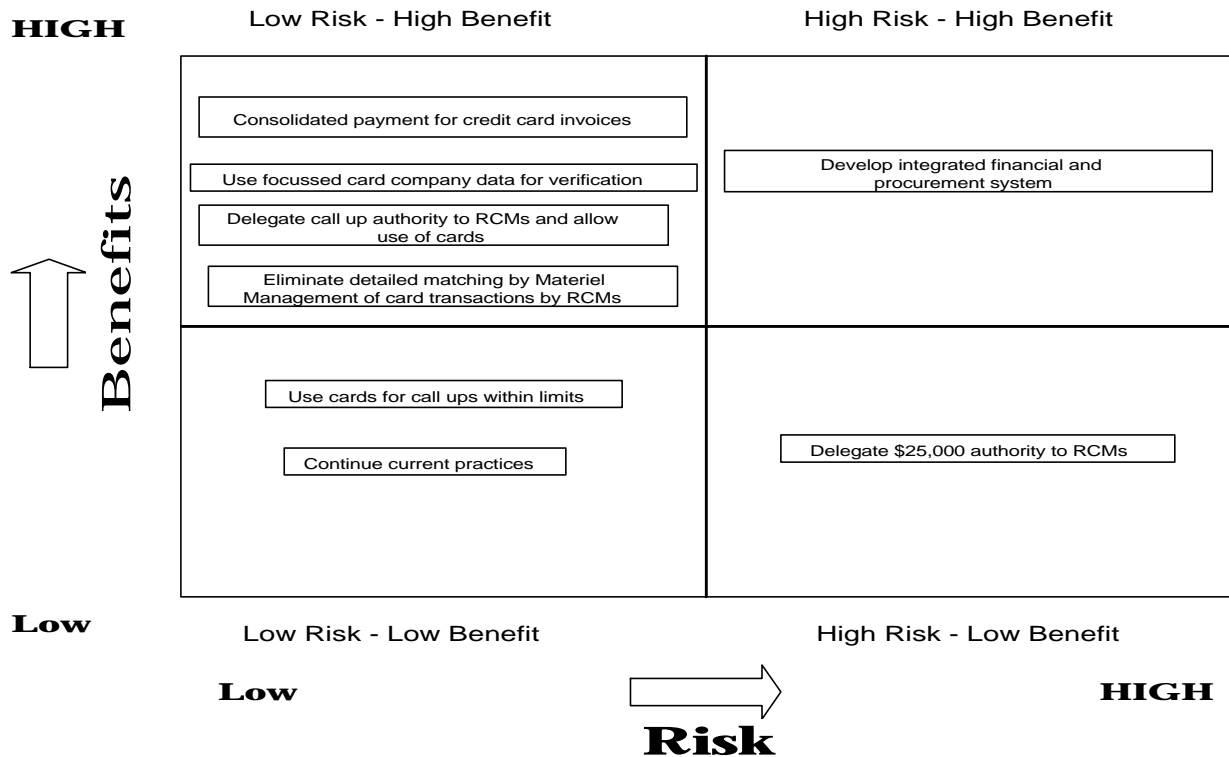 HIGH
Low Risk - High Benefit
High Risk - High Benefit
Consolidated payment for credit card invoices
Use focussed card company data for verification
Delegate call up authority to RCMs and allow
use of cards
Eliminate detailed matching by Materiel
Management of card transactions by RCMs
Develop integrated financial and
procurement system
Benefits
Use cards for call ups within limits
Continue current practices
Delegate $25,000 authority to RCMs
Low
Low Risk - Low Benefit
High Risk - Low Benefit
Low
HIGH
Risk